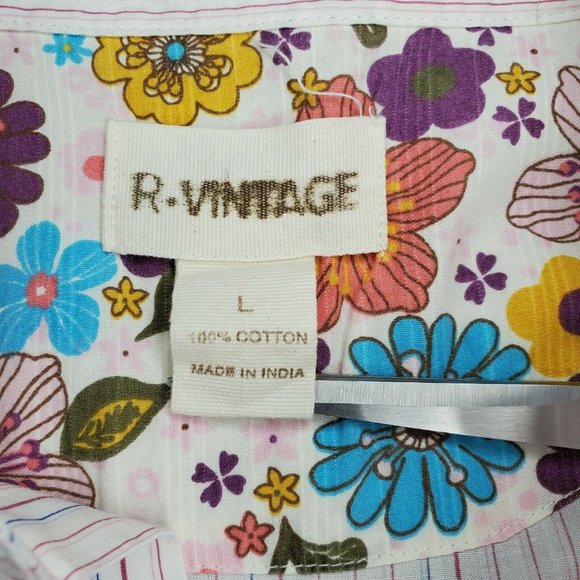 R•VINTAGE
L
100% COTTON
MADE IN INDIA